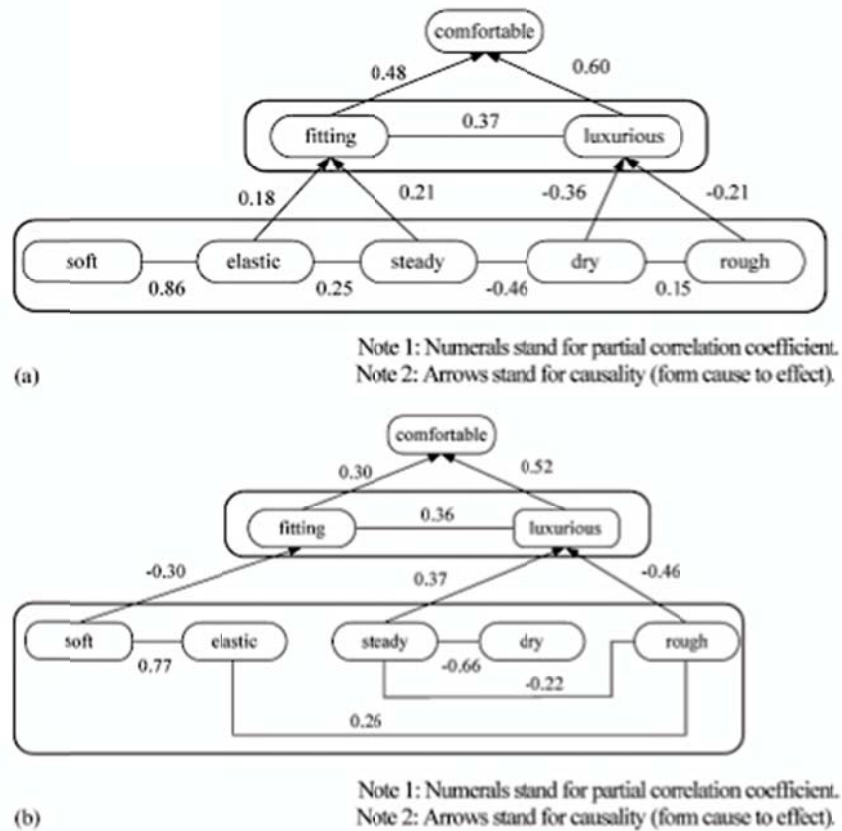 comfortable
0.48
0.60
0.37
fitting
luxurious
0.18
0.21
-0.36
-0.21
soft
elastic
steady
dry
rough
0.86
0.25
-0.46
0.15
Note 1: Numerals stand for partial correlation coefficient.
(a)
Note 2: Arrows stand for causality (form cause to effect).
comfortable
0.30
0.52
0.36
fitting
luxurious
-0.30
0.37
-0.46
soft
elastic
steady
dry
rough
0.77
-0.66
-0.22
0.26
Note 1: Numerals stand for partial correlation coefficient.
(b)
Note 2: Arrows stand for causality (form cause to effect).